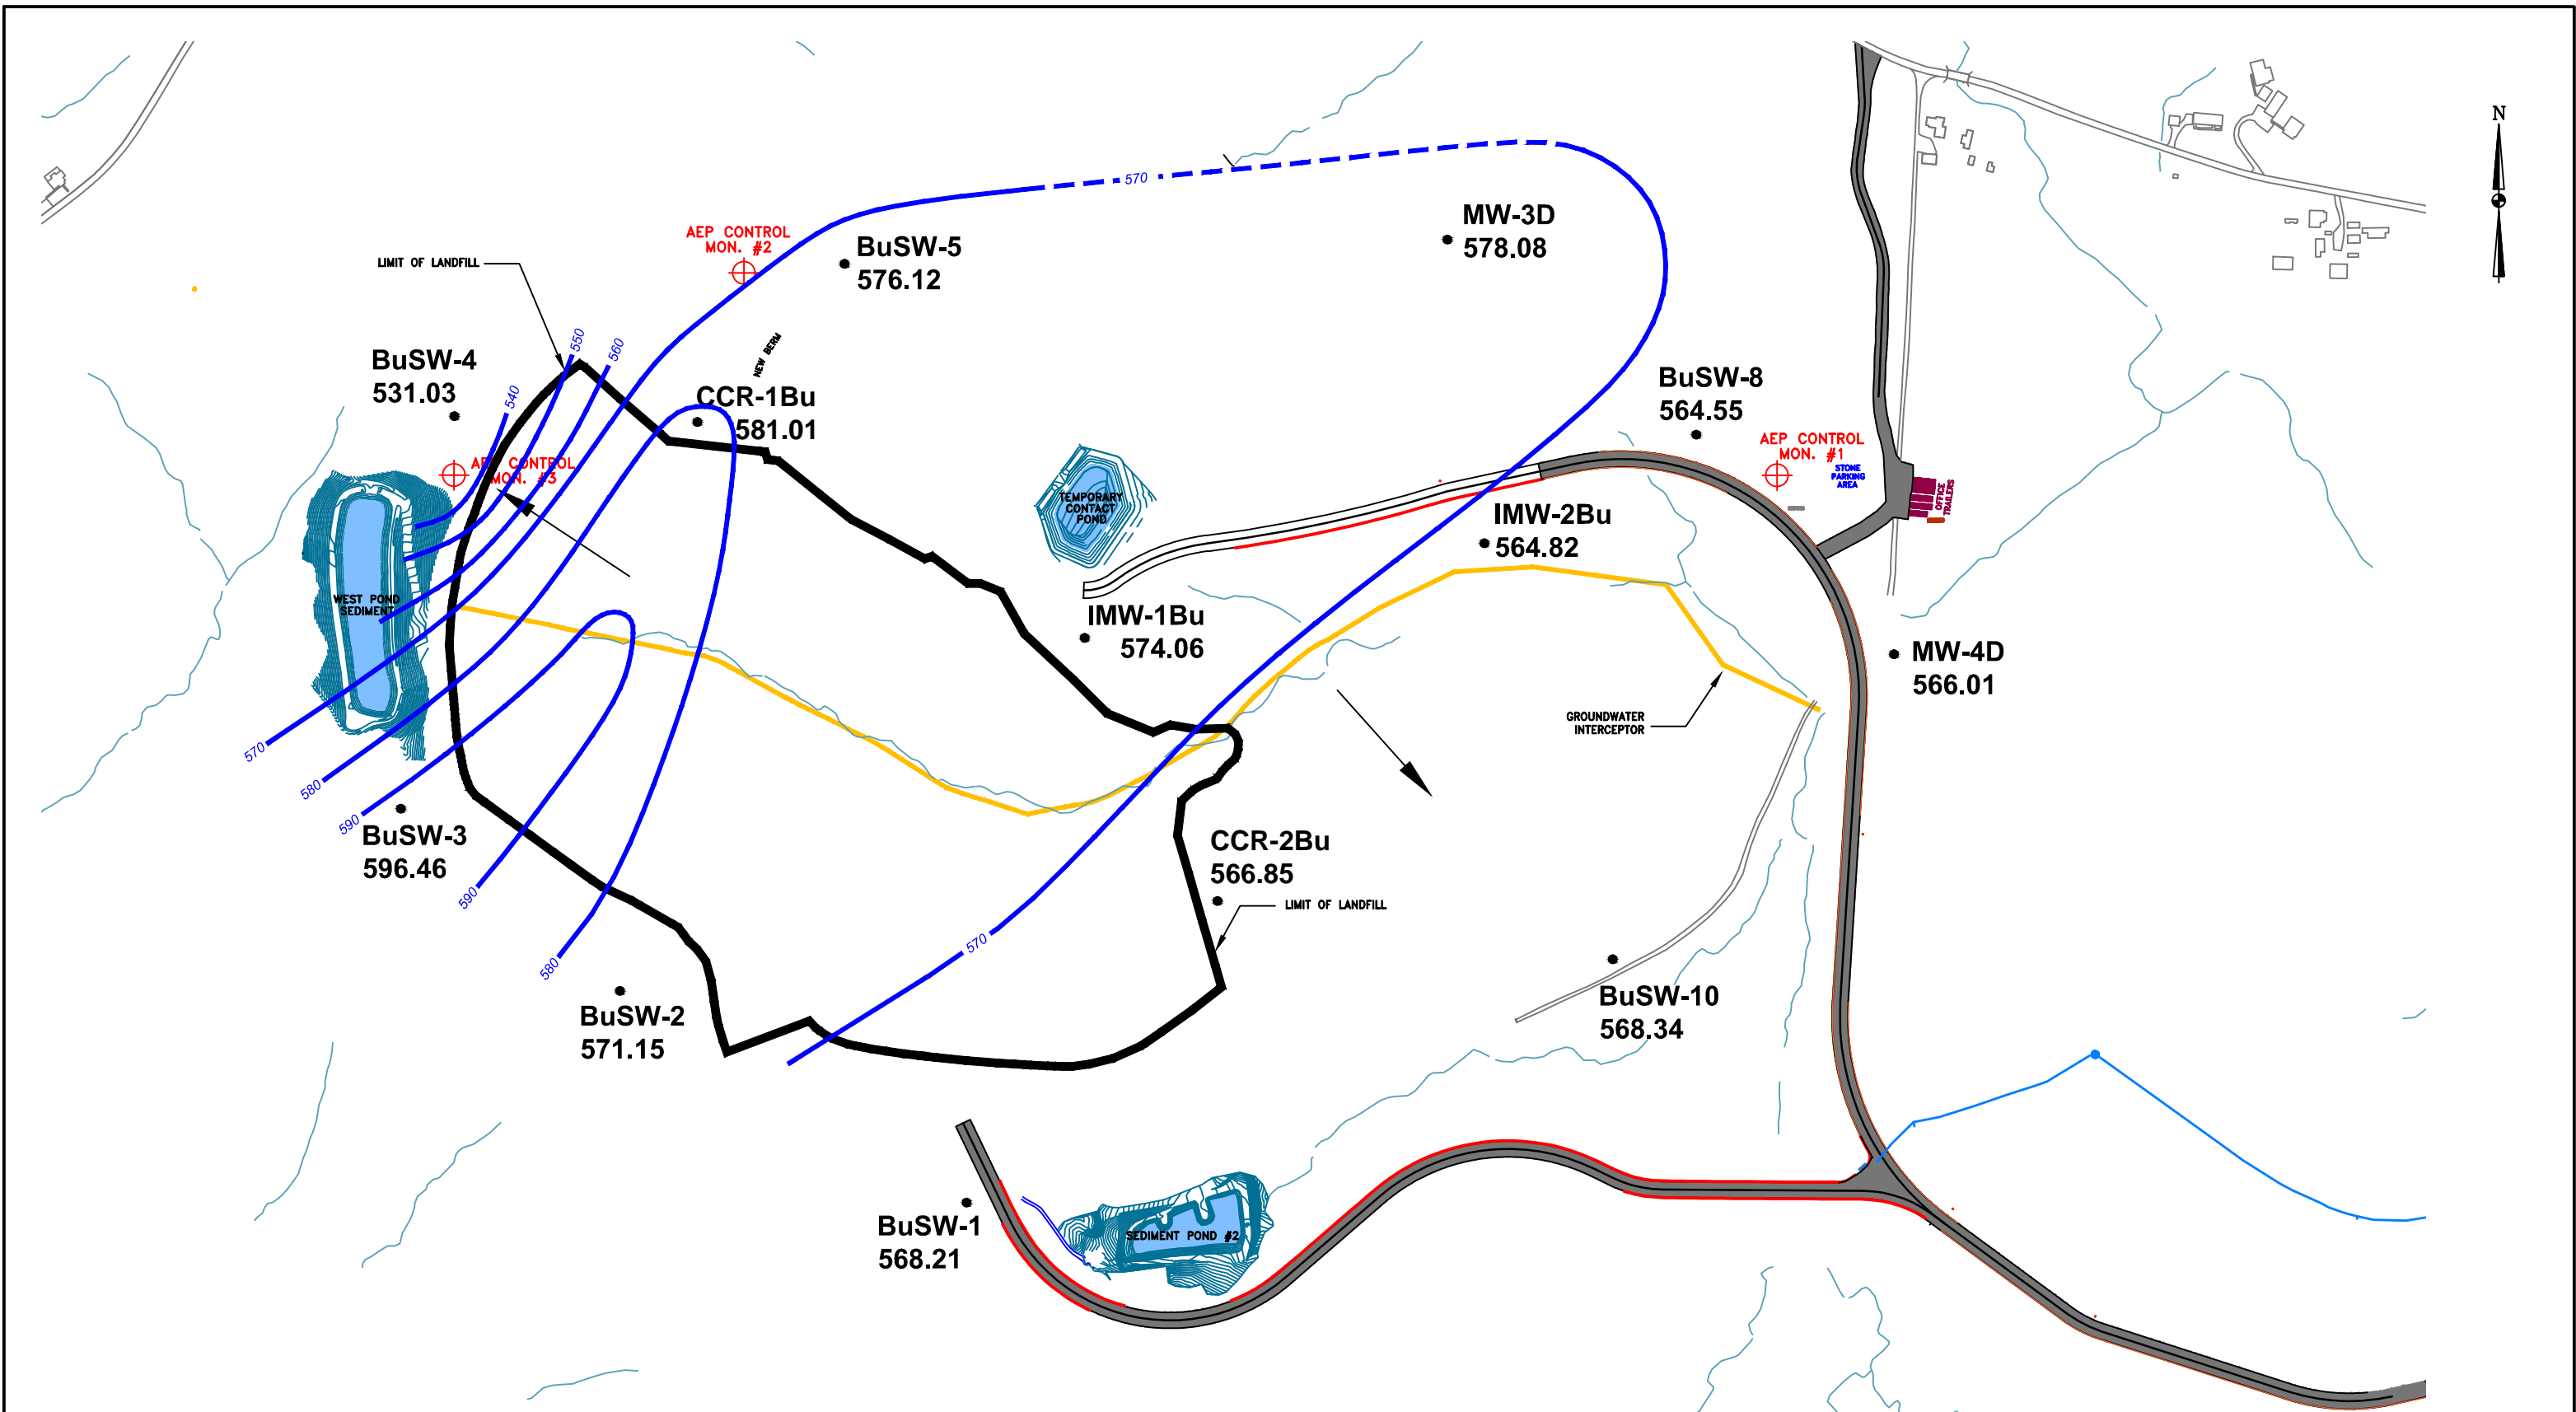 N
570
MW-3D
578.08
AEP CONTROL
MON. #2
BuSW-5
576.12
LIMIT OF LANDFILL
550
560
NEW BERM
BuSW-4
531.03
540
CCR-1Bu
581.01
BuSW-8
564.55
AEP CONTROL
MON. #1
STONE
PARKING
AREA
OFFICE
TRAILERS
AEP CONTROL
MON. #3
TEMPORARY
CONTACT
POND
IMW-2Bu
564.82
WEST POND
SEDIMENT
IMW-1Bu
574.06
MW-4D
566.01
GROUNDWATER
INTERCEPTOR
570
580
590
BuSW-3
596.46
590
580
CCR-2Bu
566.85
LIMIT OF LANDFILL
570
BuSW-2
571.15
BuSW-10
568.34
BuSW-1
568.21
SEDIMENT POND #2